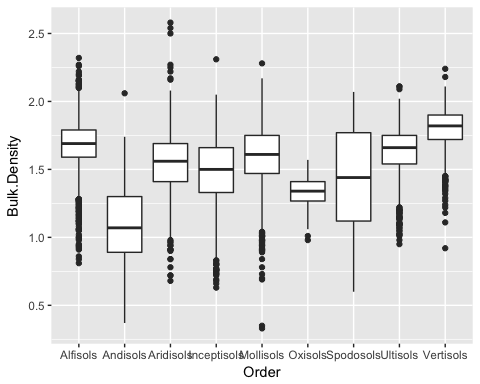 Bulk.Density
2.5
2.0
1.5
1.0
0.5
Alfisols Andisols Aridisols Inceptisols Mollisols Oxisols Spodosols Ultisols Vertisols
Order